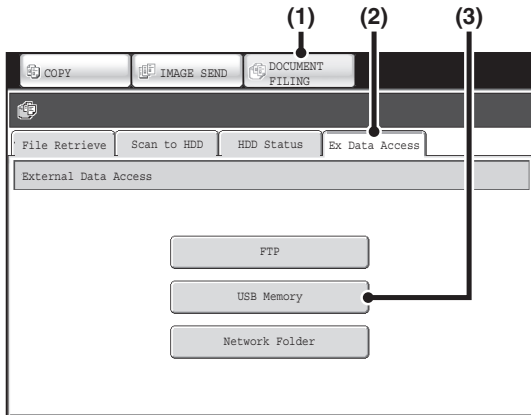 (1) (2) (3)
COPY IMAGE SEND DOCUMENT
FILING
File Retrieve Scan to HDD HDD Status Ex Data Access
External Data Access
FTP
USB Memory
Network Folder